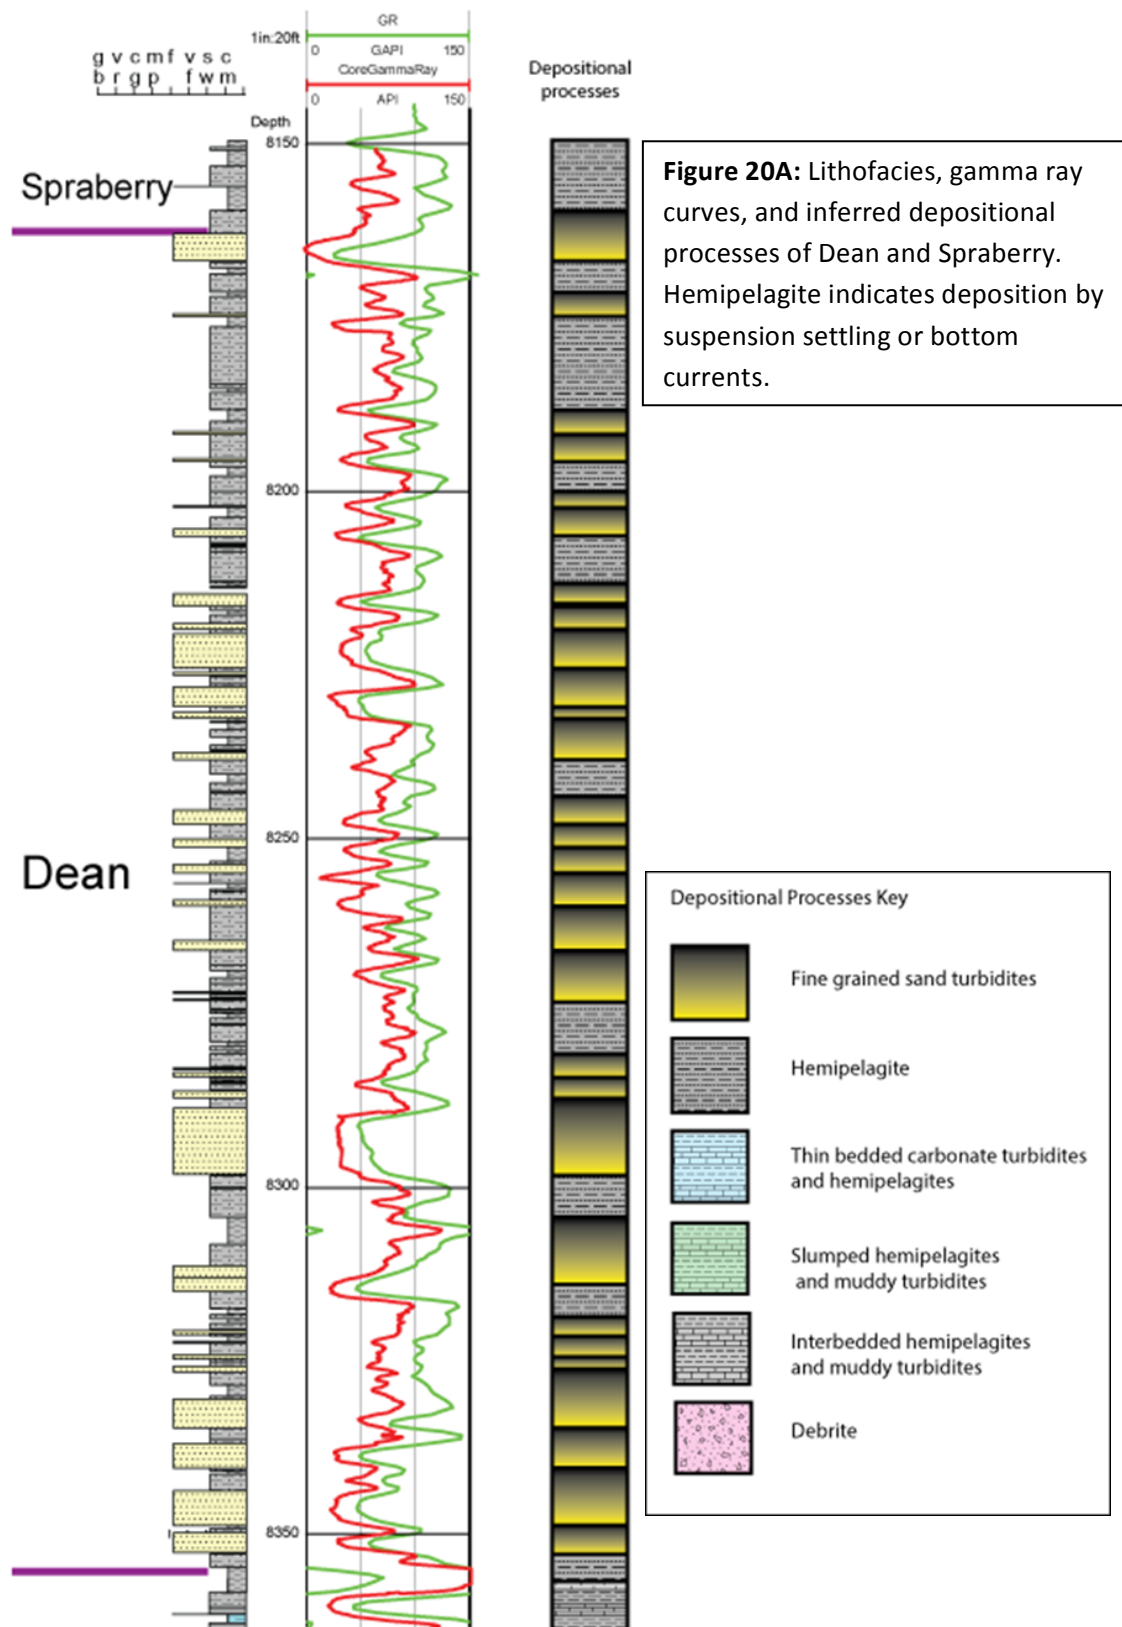 GR
1in:20ft
0 GAPI 150
CoreGammaRay
0 API 150
g v c m f v s c
b r g p f w m
Depth
Depositional
processes
8150
Spraberry
8200
8250
Dean
8300
8350
Figure 20A: Lithofacies, gamma ray
curves, and inferred depositional
processes of Dean and Spraberry.
Hemipelagite indicates deposition by
suspension settling or bottom
currents.
Depositional Processes Key
Fine grained sand turbidites
Hemipelagite
Thin bedded carbonate turbidites
and hemipelagites
Slumped hemipelagites
and muddy turbidites
Interbedded hemipelagites
and muddy turbidites
Debrite